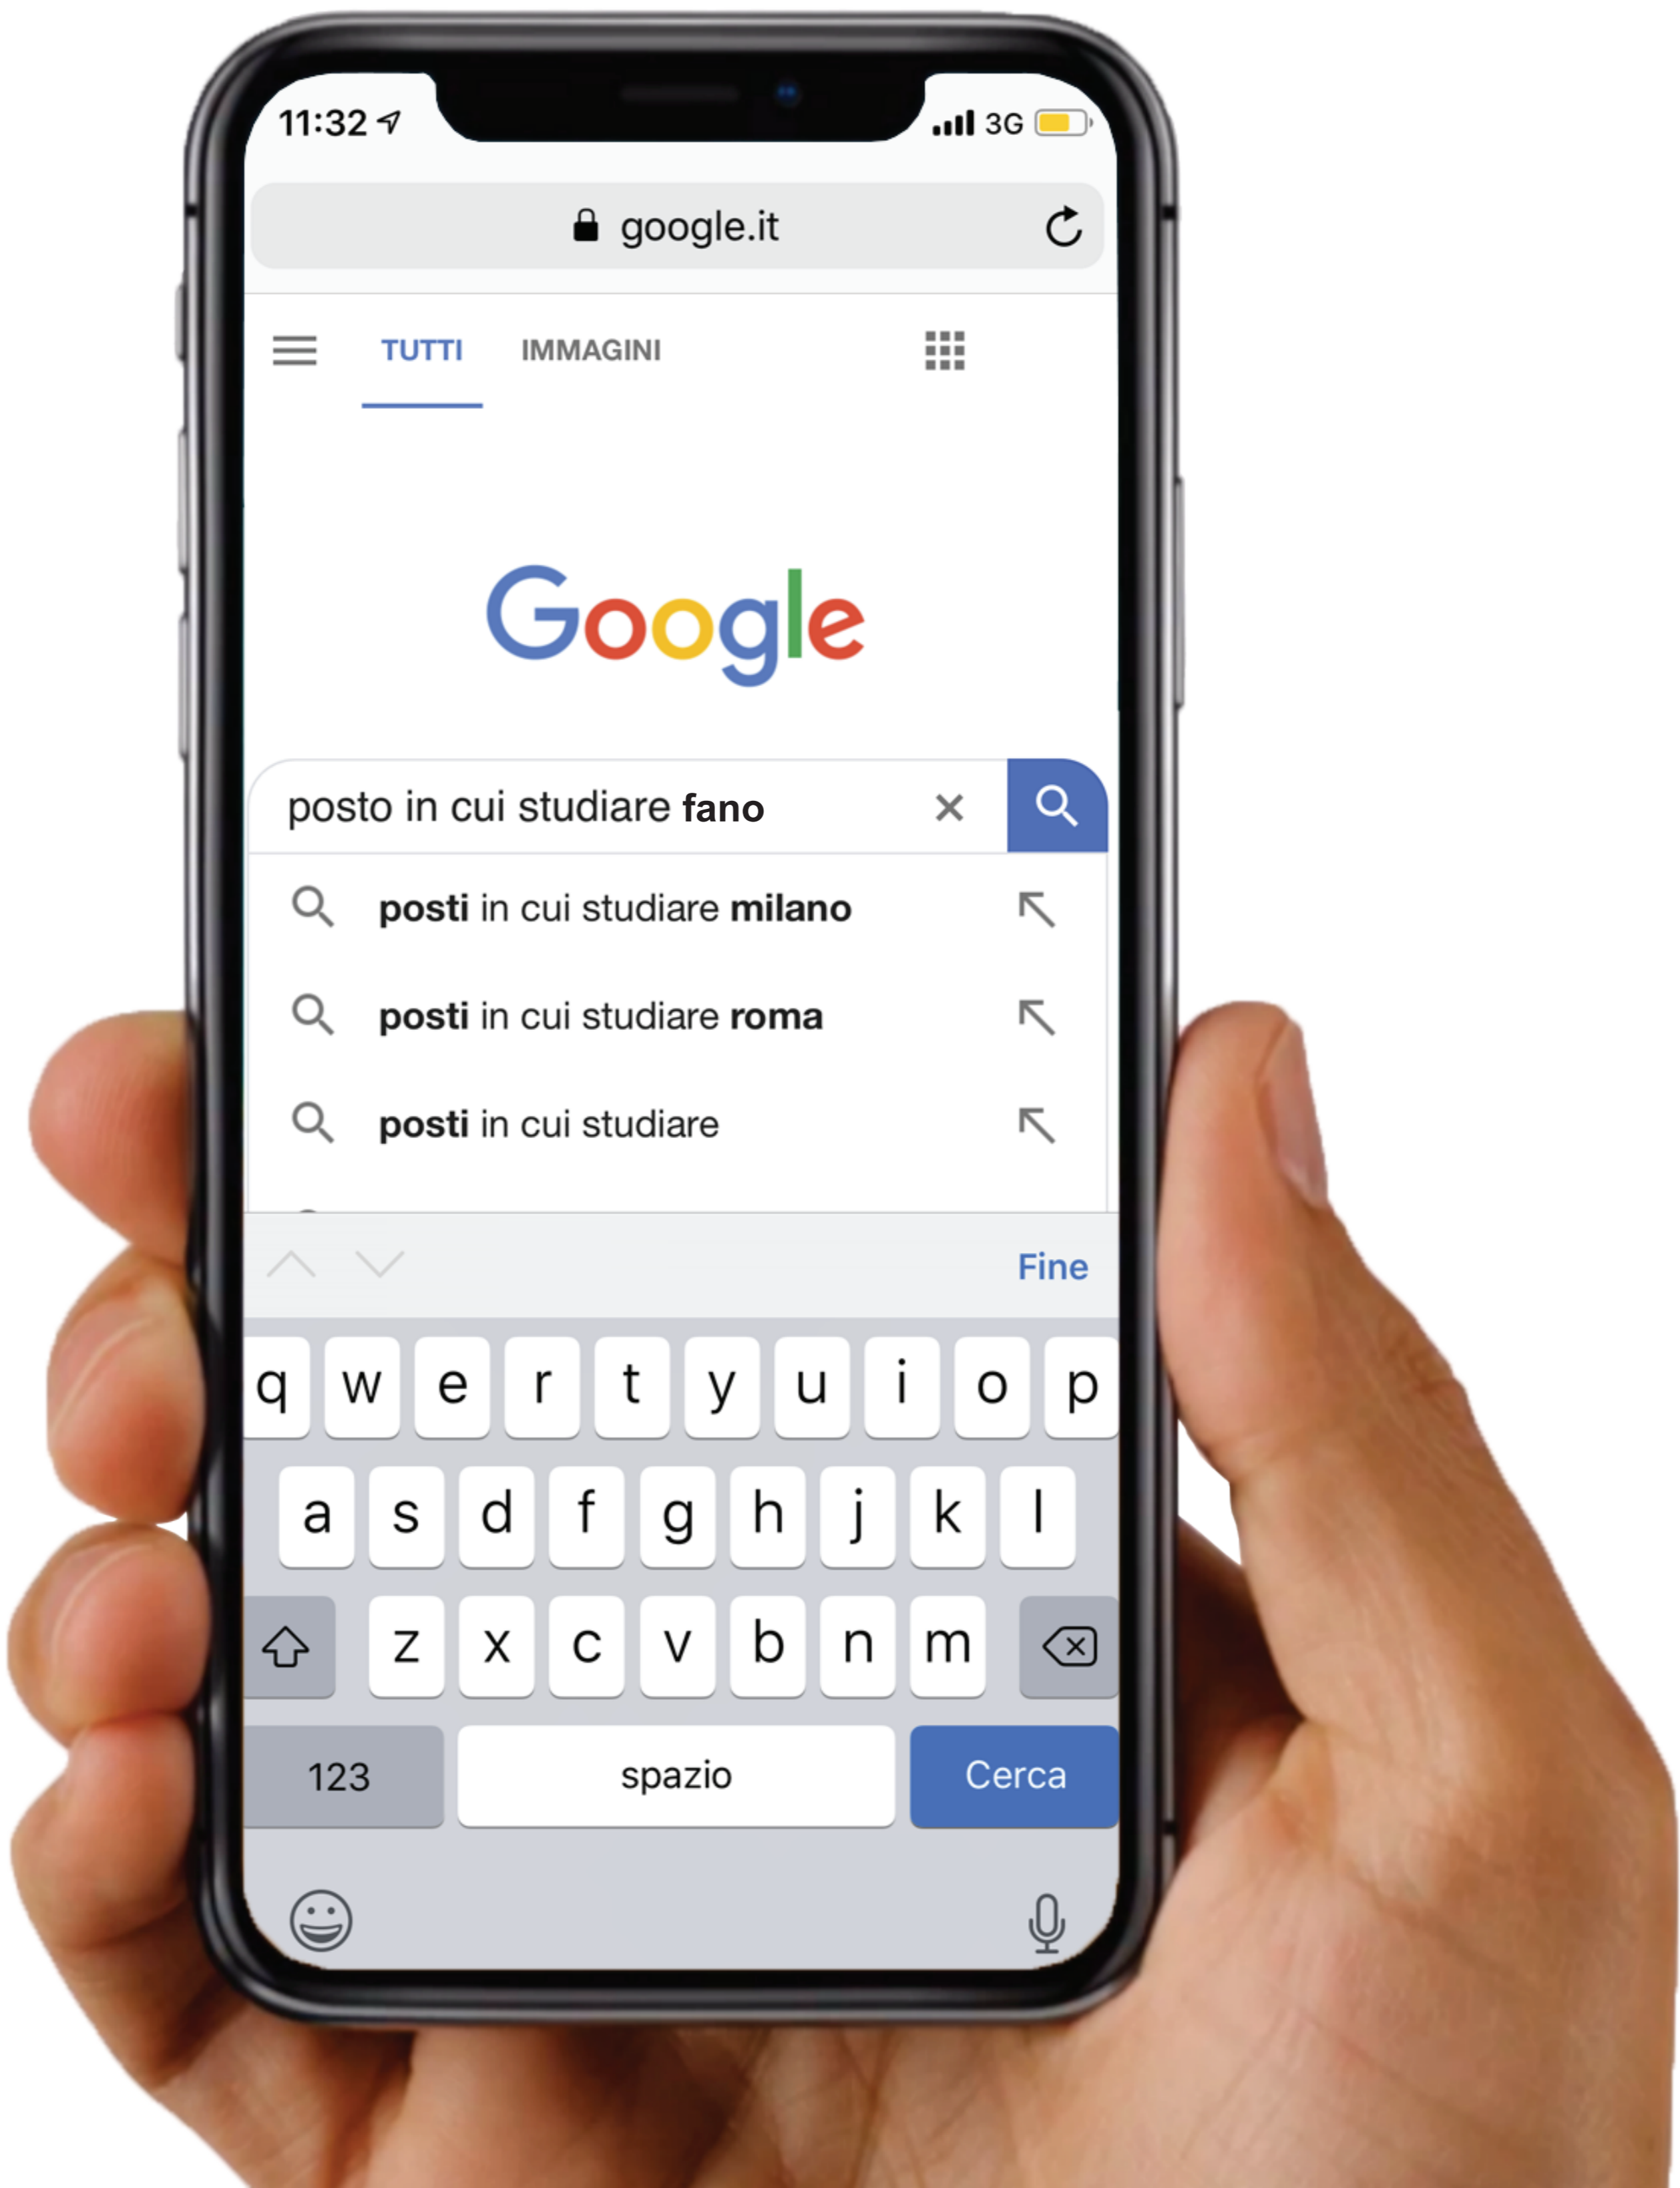 11:32 3G
google.it
TUTTI IMMAGINI
Google
posto in cui studiare fano
posti in cui studiare milano
posti in cui studiare roma
posti in cui studiare
Fine
q w e r t y u i o p
a s d f g h j k l
z x c v b n m
123 spazio Cerca